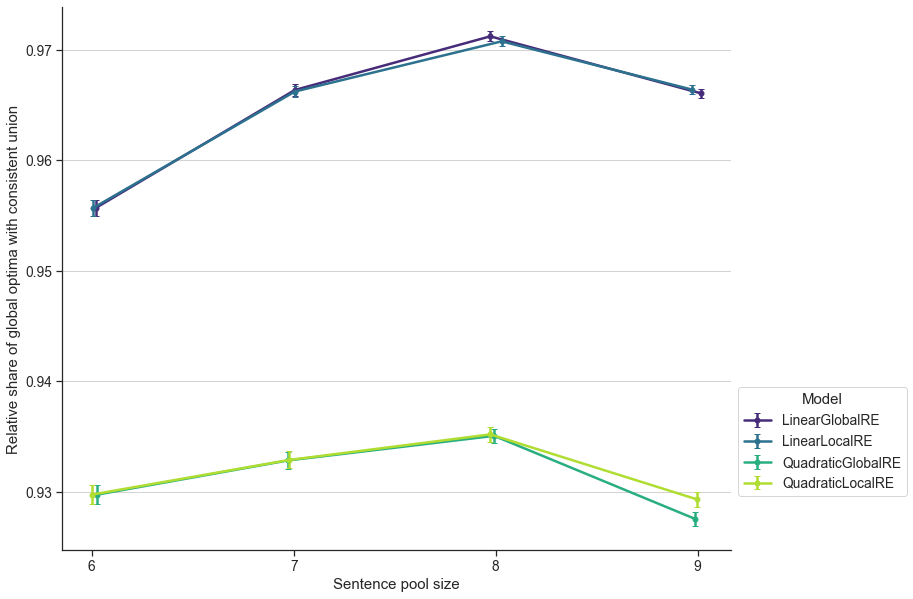 Relative share of global optima with consistent union
0.97
0.96
0.95
0.94
0.93
6
7
8
9
Sentence pool size
Model
LinearGlobalRE
LinearLocalRE
QuadraticGlobalRE
QuadraticLocalRE